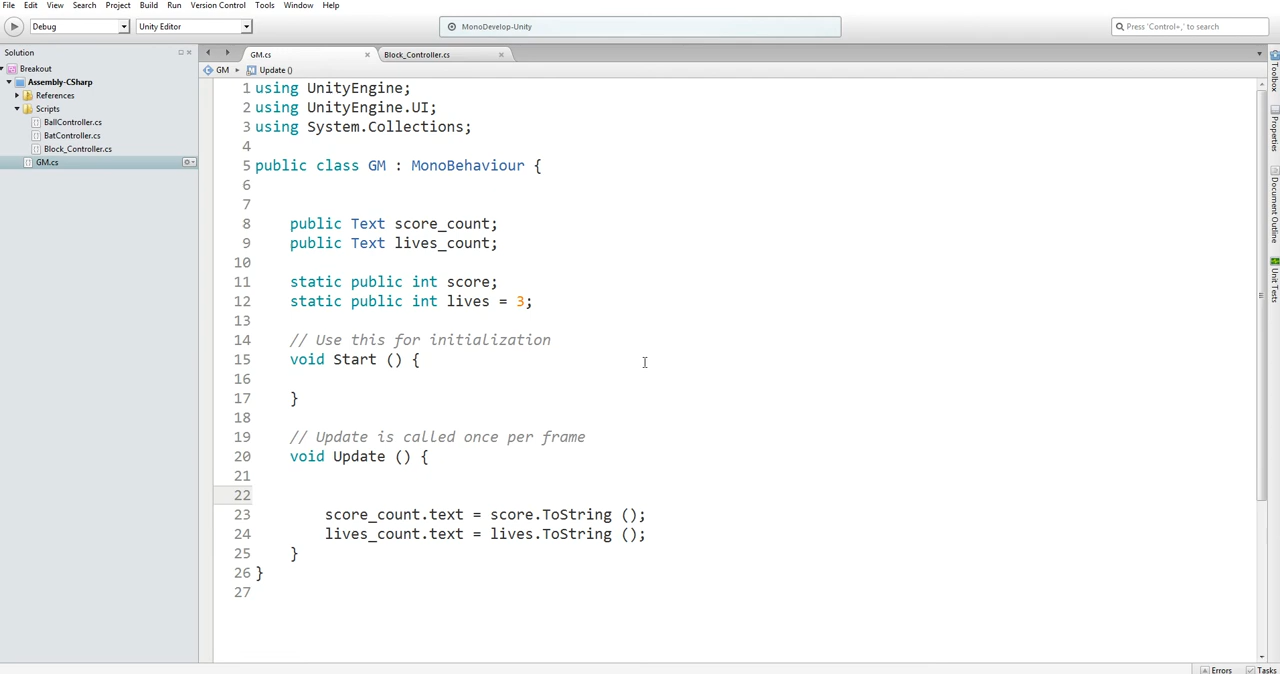 File Edit View Search Project Build Run Version Control Tools Window Help
Debug Unity Editor MonoDevelop-Unity Press 'Control+,' to search
Solution
Breakout
Assembly-CSharp
References
Scripts
BallController.cs
BatController.cs
Block_Controller.cs
GM.cs
GM.cs Block_Controller.cs
GM Update ()
1 using UnityEngine;
2 using UnityEngine.UI;
3 using System.Collections;
4
5 public class GM : MonoBehaviour {
6
7
8 public Text score_count;
9 public Text lives_count;
10
11 static public int score;
12 static public int lives = 3;
13
14 // Use this for initialization
15 void Start () {
16
17 }
18
19 // Update is called once per frame
20 void Update () {
21
22
23 score_count.text = score.ToString ();
24 lives_count.text = lives.ToString ();
25 }
26 }
27
Toolbox
Properties
Document Outline
Unit Tests
Errors Tasks